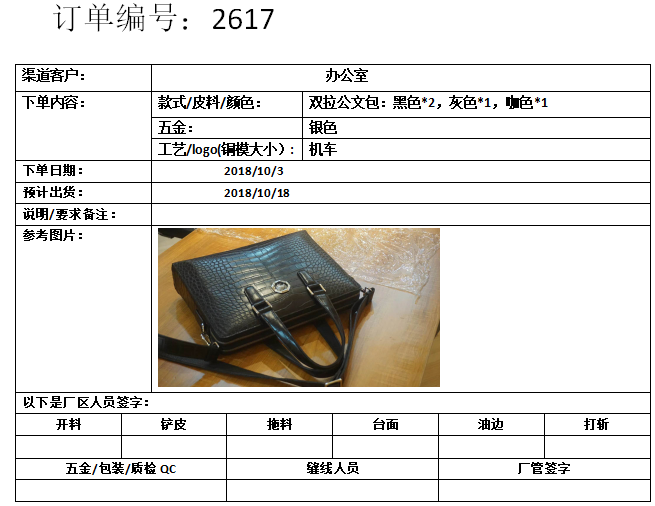 订单编号：2617
渠道客户： 办公室
下单内容： 款式/皮料/颜色： 双拉公文包：黑色*2，灰色*1，咖色*1
五金： 银色
工艺/logo(铜模大小）： 机车
下单日期： 2018/10/3
预计出货： 2018/10/18
说明/要求备注：
参考图片：
以下是厂区人员签字：
开料 铲皮 拖料 台面 油边 打折
五金/包装/质检 QC 缝线人员 厂管签字